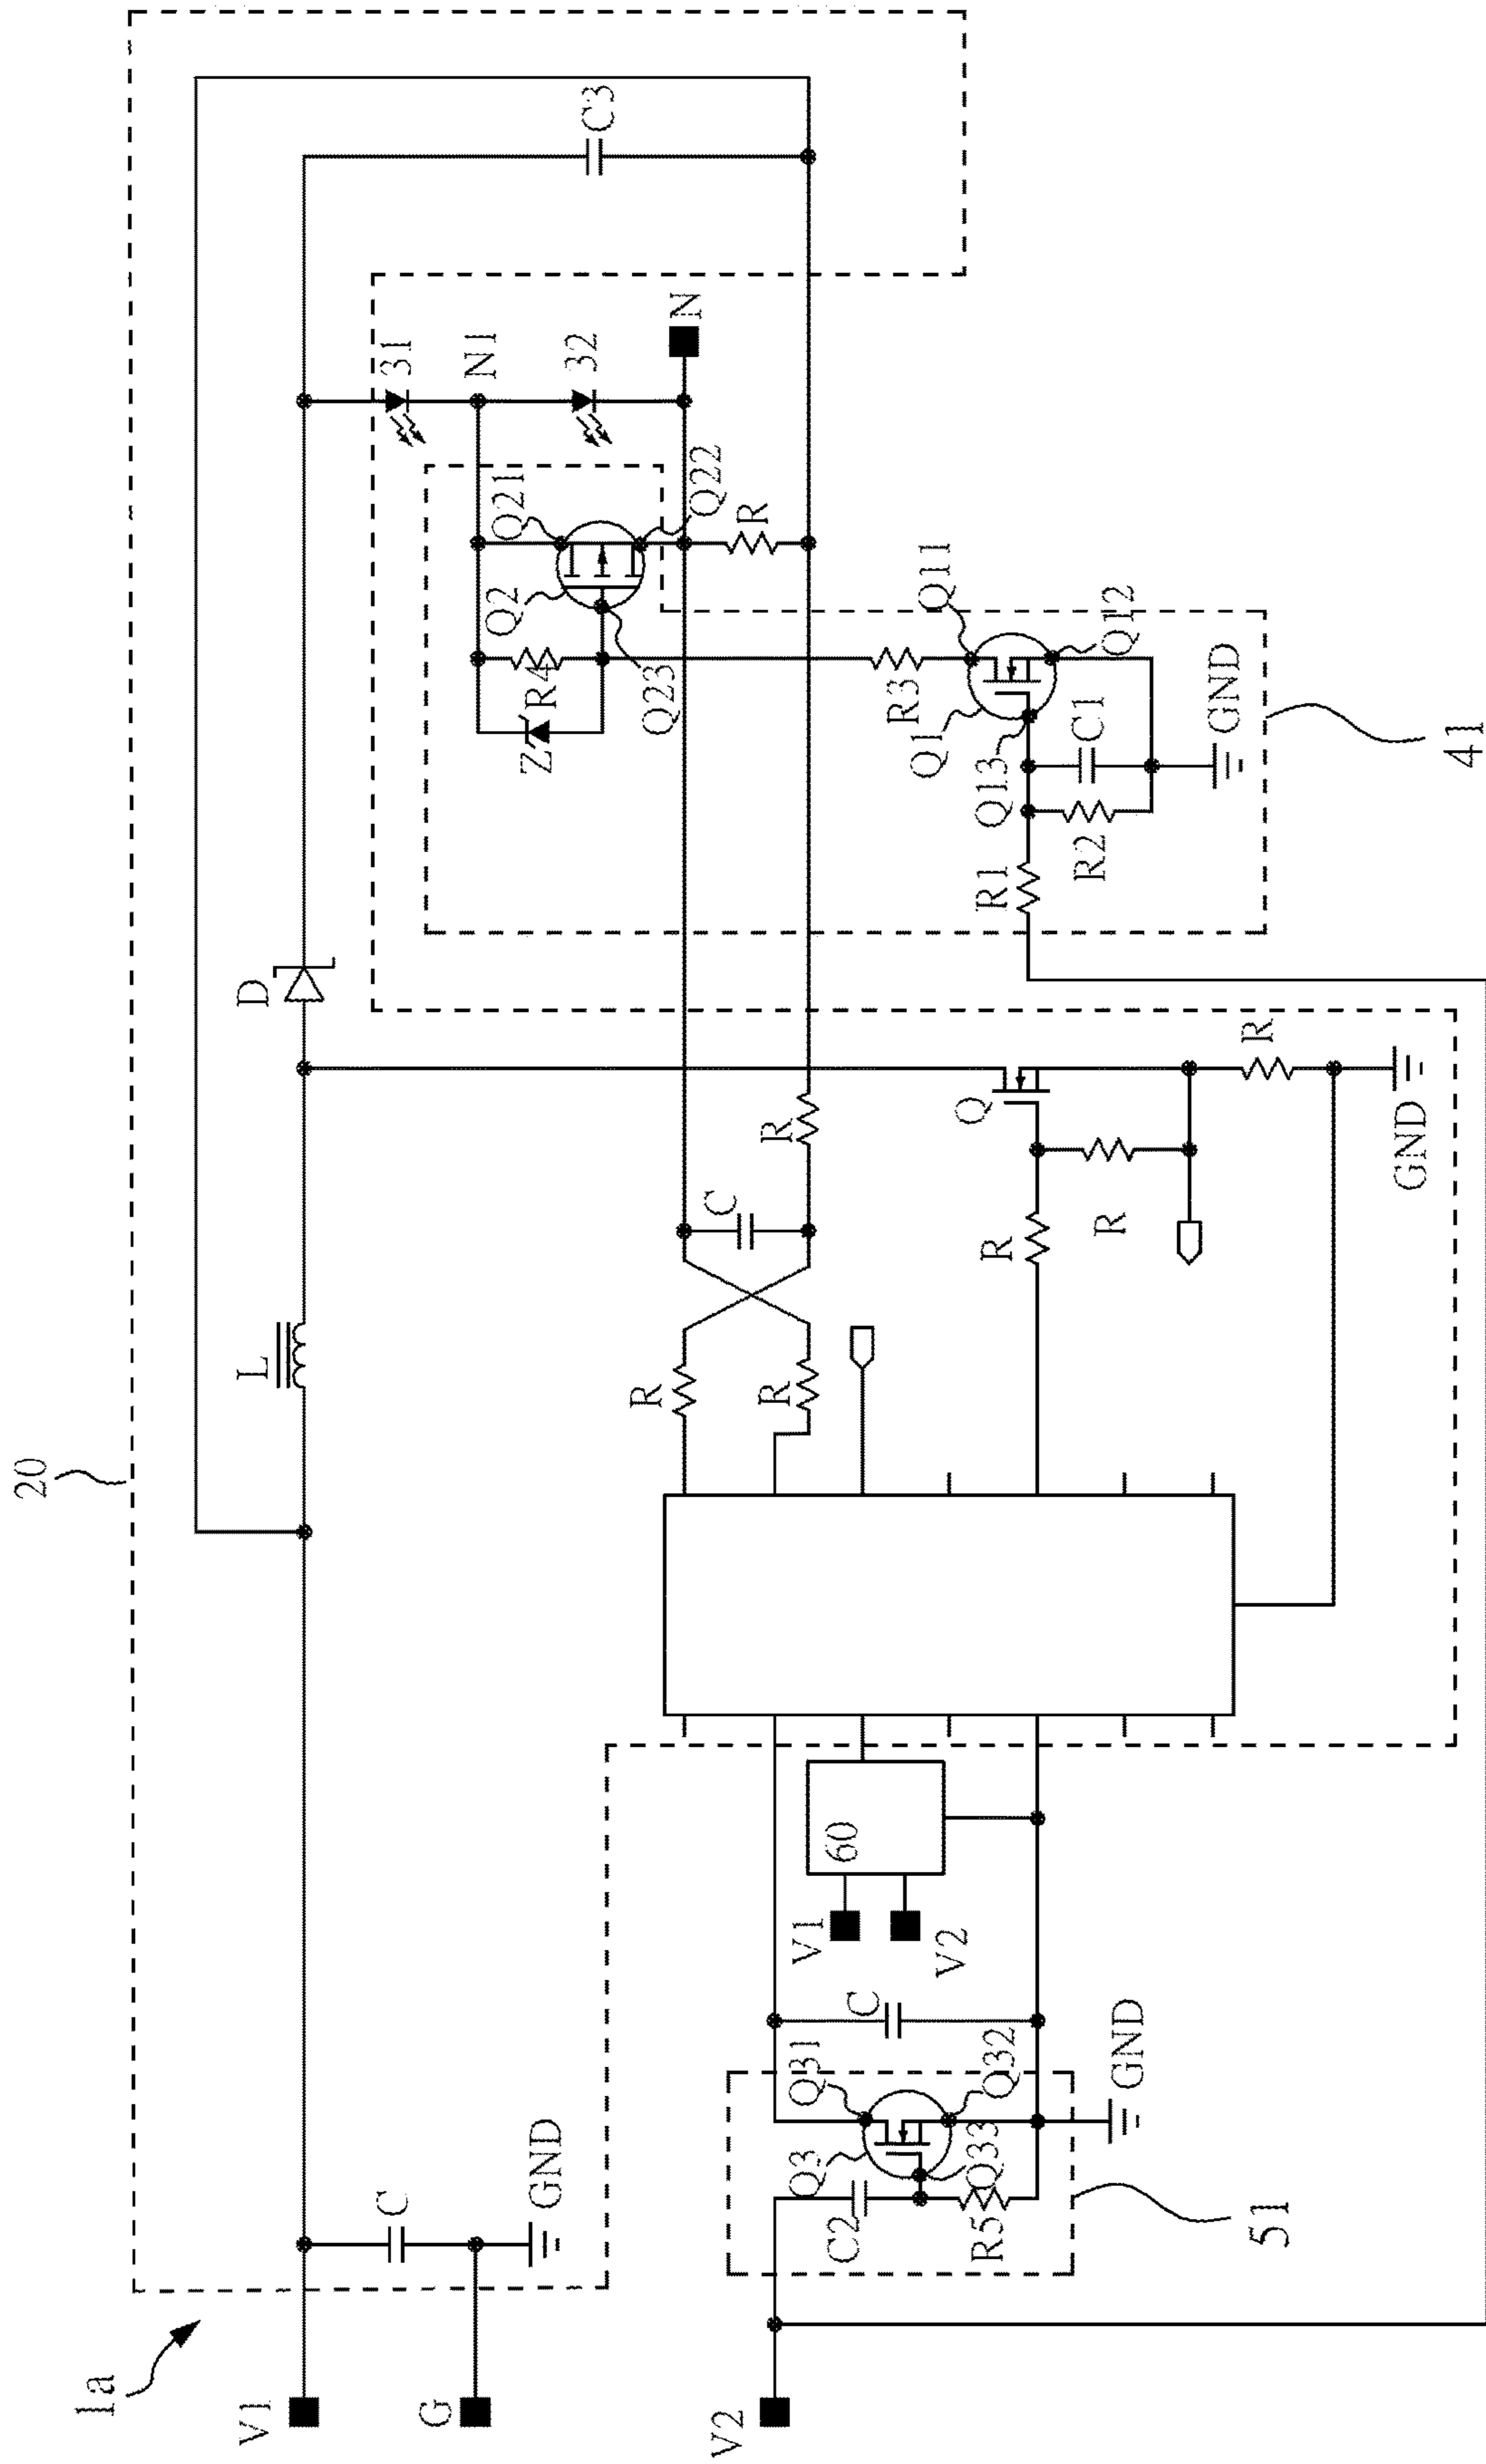 1a
20
V1
C
GND
G
L
D
C3
31
N1
32
N
Q21
Q2
Q22
R
R4
Z
Q23
R3
Q11
Q1
Q12
Q13
C1
GND
R1
R2
41
R
C
R
R
Q
R
R
R
GND
60
V1
V2
C
Q31
Q3
Q32
Q33
C2
R5
GND
51
V2